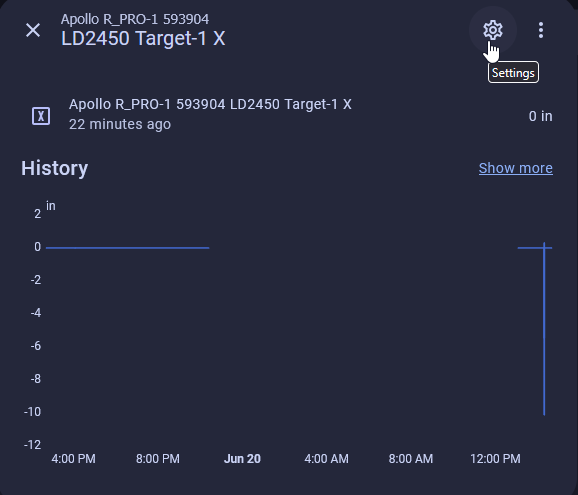 Apollo R_PRO-1 593904
LD2450 Target-1 X
Settings
Apollo R_PRO-1 593904 LD2450 Target-1 X
22 minutes ago
0 in
History
Show more
in
2
0
-2
-4
-6
-8
-10
-12
4:00 PM
8:00 PM
Jun 20
4:00 AM
8:00 AM
12:00 PM